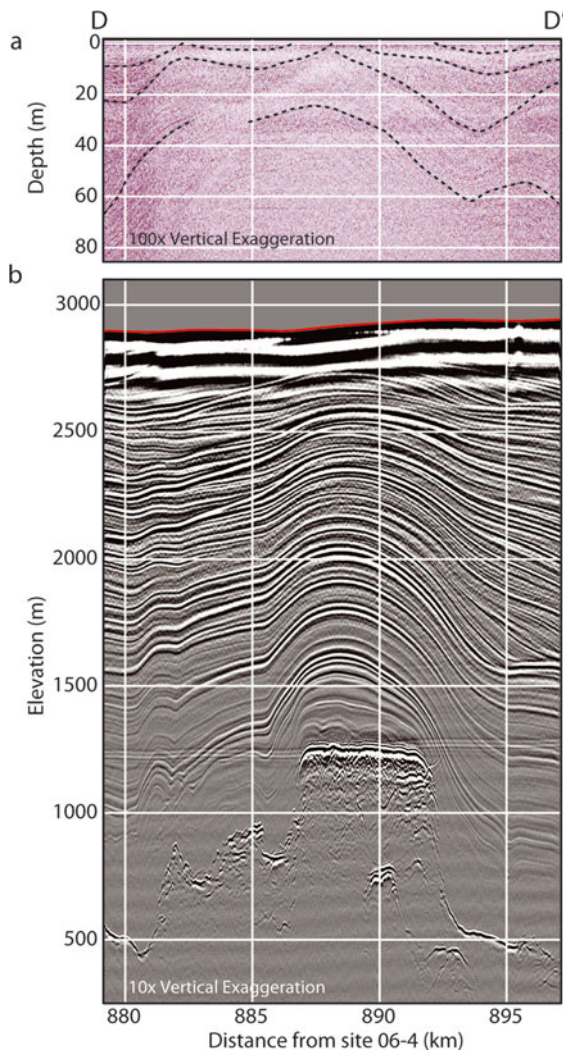 D D'
a
0
20
40
60
80
Depth (m)
100x Vertical Exaggeration
b
3000
2500
2000
1500
1000
500
Elevation (m)
10x Vertical Exaggeration
880 885 890 895
Distance from site 06-4 (km)